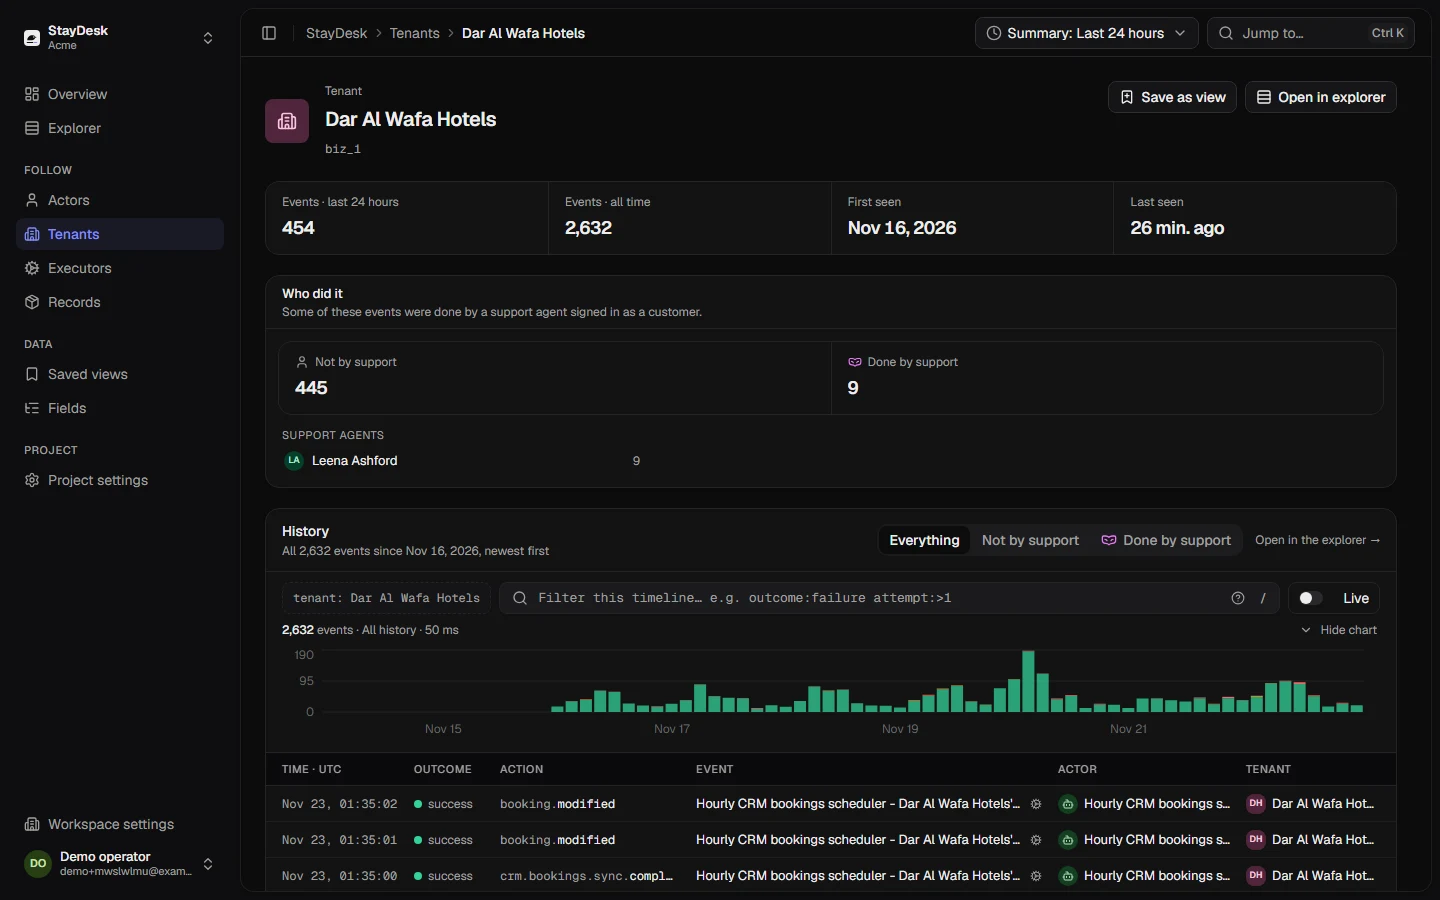 StayDesk
Acme
Overview
Explorer
FOLLOW
Actors
Tenants
Executors
Records
DATA
Saved views
Fields
PROJECT
Project settings
Workspace settings
DO
Demo operator
demo+mwslwlmu@exam...
StayDesk > Tenants > Dar Al Wafa Hotels
Summary: Last 24 hours
Jump to... Ctrl K
Tenant
Dar Al Wafa Hotels
biz_1
Save as view
Open in explorer
Events · last 24 hours
454
Events · all time
2,632
First seen
Nov 16, 2026
Last seen
26 min. ago
Who did it
Some of these events were done by a support agent signed in as a customer.
Not by support
445
Done by support
9
SUPPORT AGENTS
LA Leena Ashford 9
History
All 2,632 events since Nov 16, 2026, newest first
Everything Not by support Done by support Open in the explorer →
tenant: Dar Al Wafa Hotels
Filter this timeline… e.g. outcome:failure attempt:>1 /
Live
2,632 events · All history · 50 ms
Hide chart
190
95
0
Nov 15 Nov 17 Nov 19 Nov 21
TIME · UTC OUTCOME ACTION EVENT ACTOR TENANT
Nov 23, 01:35:02 success booking.modified Hourly CRM bookings scheduler - Dar Al Wafa Hotels'... Hourly CRM bookings s... DH Dar Al Wafa Hot...
Nov 23, 01:35:01 success booking.modified Hourly CRM bookings scheduler - Dar Al Wafa Hotels'... Hourly CRM bookings s... DH Dar Al Wafa Hot...
Nov 23, 01:35:00 success crm.bookings.sync.compl... Hourly CRM bookings scheduler - Dar Al Wafa Hotels'... Hourly CRM bookings s... DH Dar Al Wafa Hot...